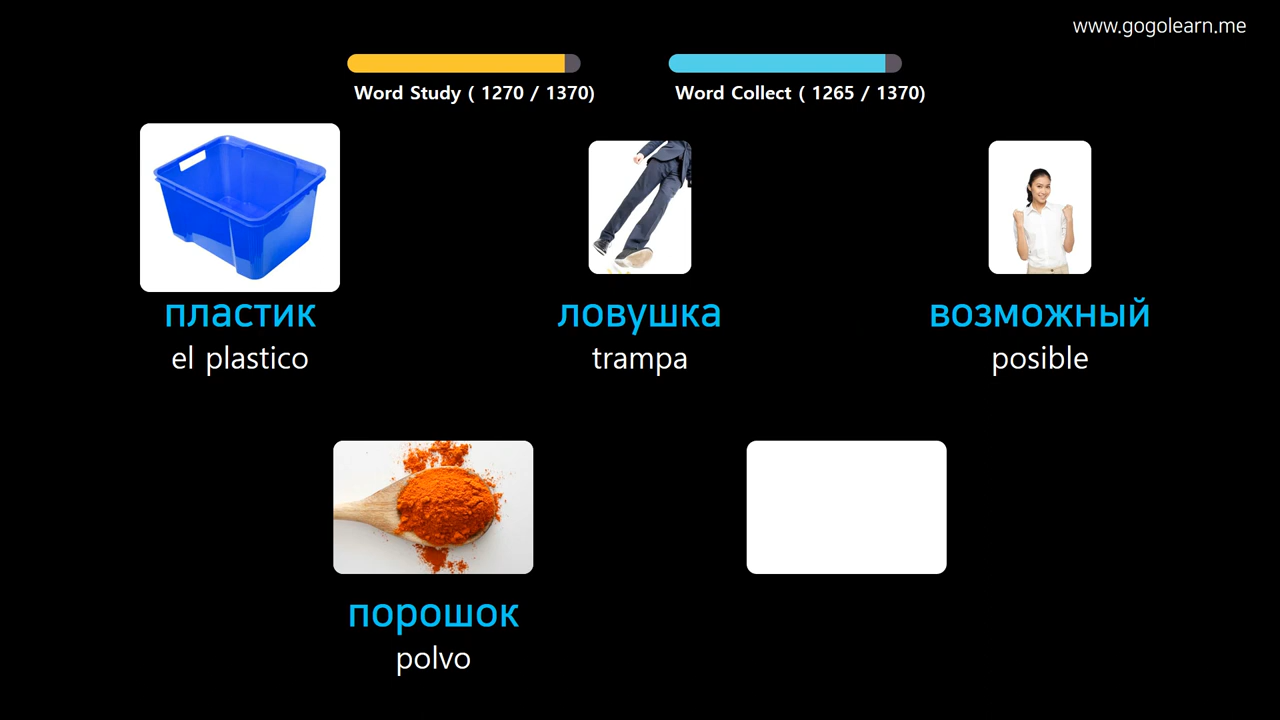 www.gogolearn.me
Word Study ( 1270 / 1370)
Word Collect ( 1265 / 1370)
пластик
el plastico
ловушка
trampa
возможный
posible
порошок
polvo